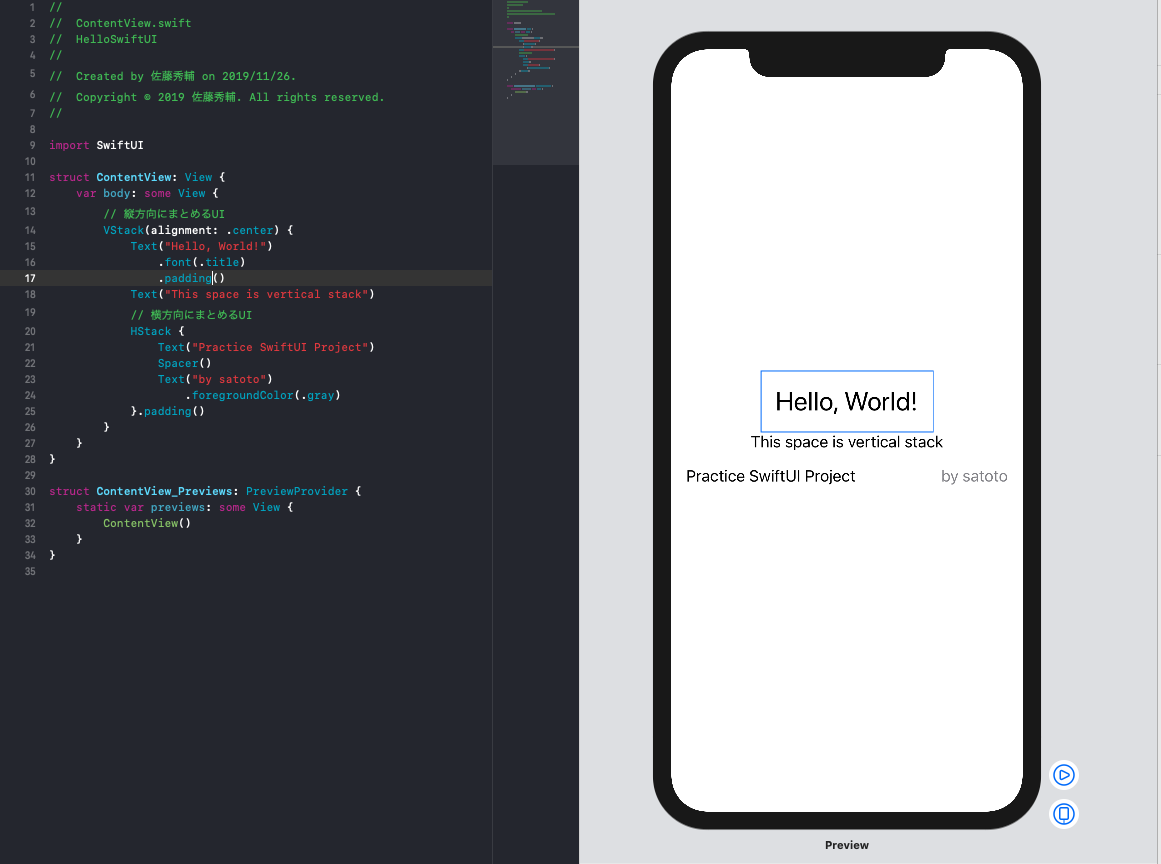 1 //
2 //  ContentView.swift
3 //  HelloSwiftUI
4 //
5 //  Created by 佐藤秀輔 on 2019/11/26.
6 //  Copyright © 2019 佐藤秀輔. All rights reserved.
7 //
8
9 import SwiftUI
10
11 struct ContentView: View {
12     var body: some View {
13         // 縦方向にまとめるUI
14         VStack(alignment: .center) {
15             Text("Hello, World!")
16                 .font(.title)
17                 .padding()
18             Text("This space is vertical stack")
19             // 横方向にまとめるUI
20             HStack {
21                 Text("Practice SwiftUI Project")
22                 Spacer()
23                 Text("by satoto")
24                     .foregroundColor(.gray)
25             }.padding()
26         }
27     }
28 }
29
30 struct ContentView_Previews: PreviewProvider {
31     static var previews: some View {
32         ContentView()
33     }
34 }
35
Hello, World!
This space is vertical stack
Practice SwiftUI Project by satoto
Preview